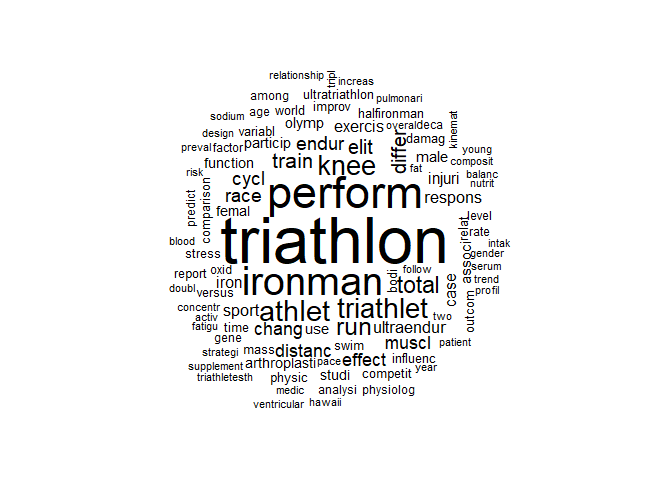 relationship tripl increas
among ultratriathlon pulmonari
sodium age world improv halfironman
design variabl olymp exercis overal deca kinemat
preval factor particip endur elit differ damag young
risk function train knee male fat composit
predict comparison cycl perform injuri balanc nutrit
race respons
femal level
blood triathlon relat rate
stress intak
report oxid ironman bodi follow associ gender
doubl iron total case serum
versus trend
concentr sport athlet triathlet profil
activ two outcom
fatigu time chang use run ultraendur
gene swim muscl patient
strategi mass distanc effect influenc
supplement arthroplasti pace year
triathletesth physic studi competit
medic analysi physiolog
ventricular hawaii